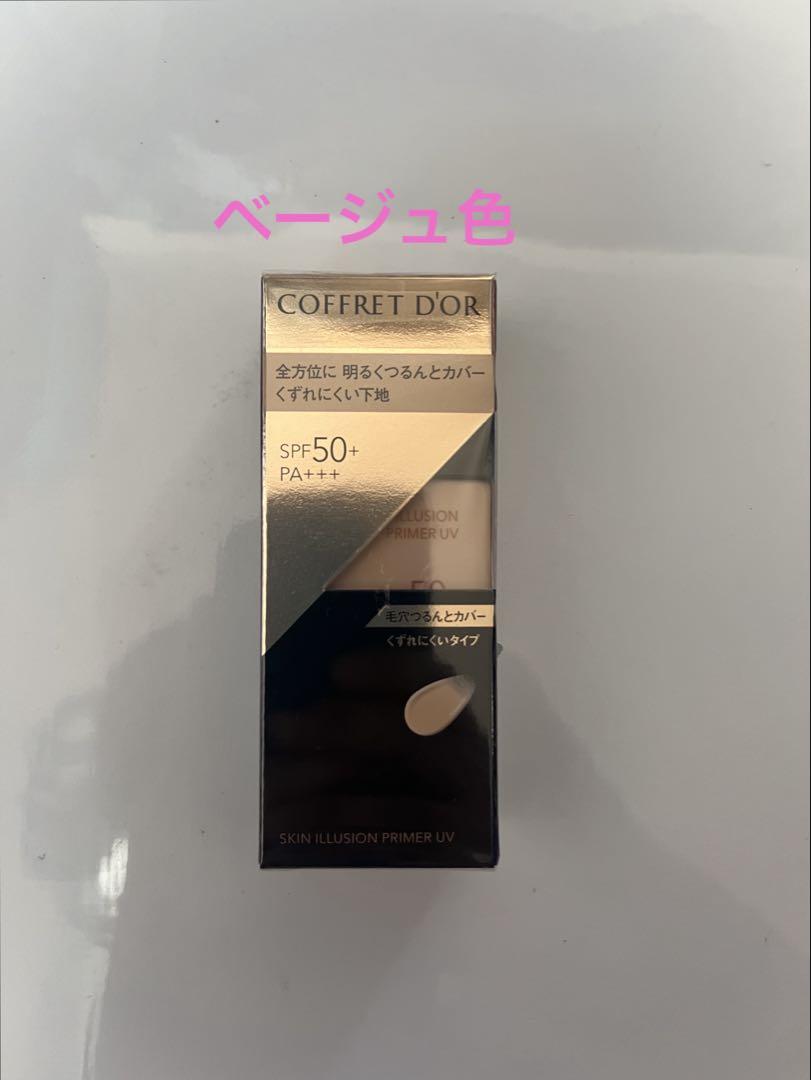 ベージュ色
COFFRET D'OR
全方位に 明るくつるんとカバー
くずれにくい下地
SPF50+
PA+++
ILLUSION
PRIMER UV
50
毛穴つるんとカバー
くずれにくいタイプ
SKIN ILLUSION PRIMER UV